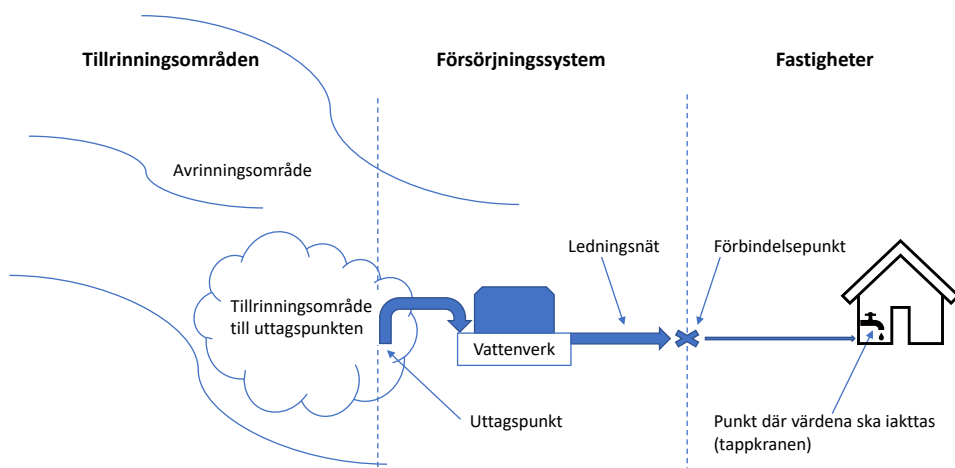 Tillrinningsområden
Försörjningssystem
Fastigheter
Avrinningsområde
Ledningsnät
Förbindelsepunkt
Tillrinningsområde
till uttagspunkten
Vattenverk
Uttagspunkt
Punkt där värdena ska iakttas
(tappkranen)